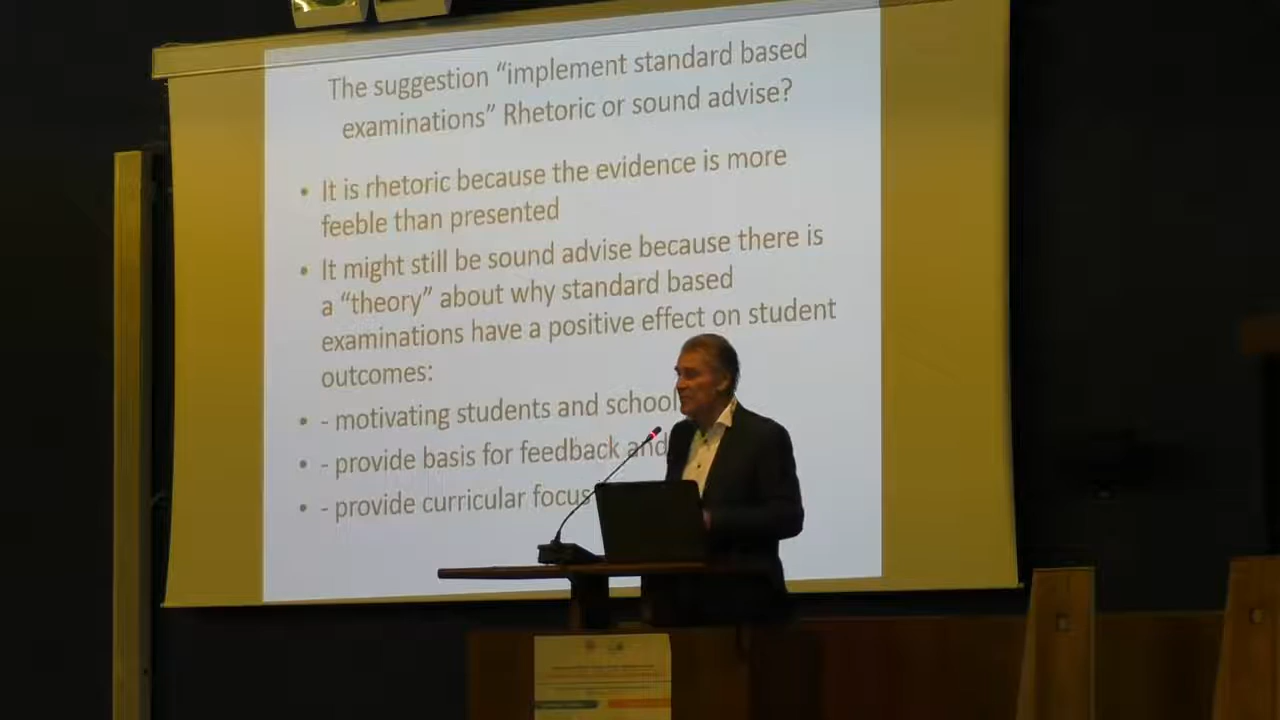 The suggestion “implement standard based
examinations” Rhetoric or sound advise?
• It is rhetoric because the evidence is more
feeble than presented
• It might still be sound advise because there is
a “theory” about why standard based
examinations have a positive effect on student
outcomes:
• - motivating students and school
• - provide basis for feedback and
• - provide curricular focus